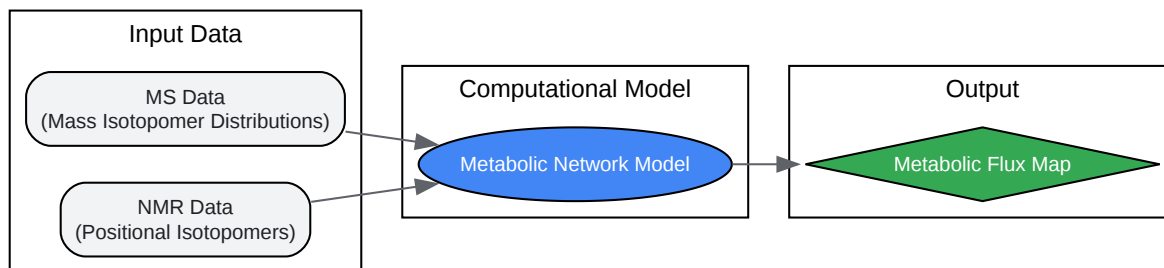 Input Data
MS Data
(Mass Isotopomer Distributions)
NMR Data
(Positional Isotopomers)
Computational Model
Metabolic Network Model
Output
Metabolic Flux Map